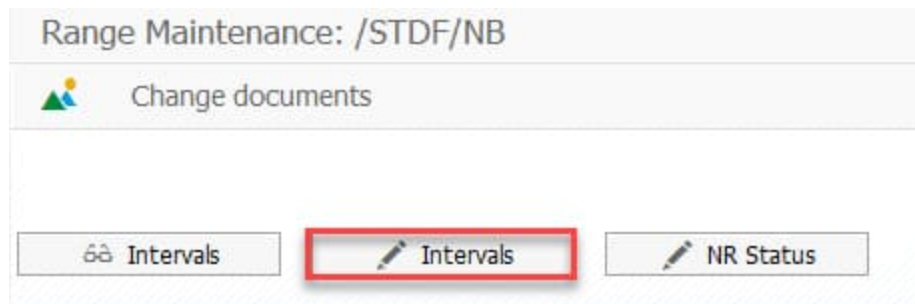 Range Maintenance: /STDF/NB
Change documents
Intervals Intervals NR Status